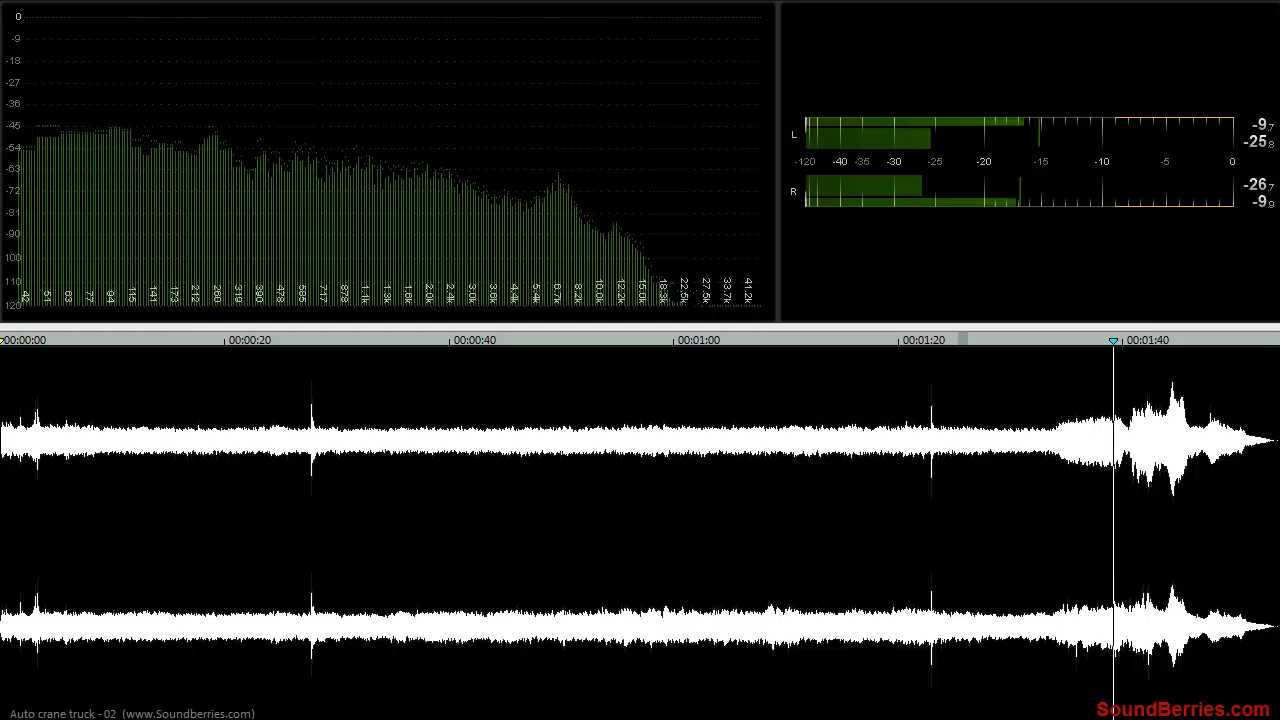 0
-9
-18
-27
-36
-45
-54
-63
-72
-81
-90
100
110
120
42 51 63 77 94 115 141 173 212 260 319 390 478 585 717 878 1.1k 1.3k 1.6k 2.0k 2.4k 3.0k 3.6k 4.4k 5.4k 6.7k 8.2k 10.0k 12.2k 15.0k 18.3k 22.5k 27.5k 33.7k 41.2k
-9.7
L -25.8
-120 -40 -35 -30 -25 -20 -15 -10 -5 0
R -26.7
-9.9
00:00:00 00:00:20 00:00:40 00:01:00 00:01:20 00:01:40
Auto crane truck - 02 (www.Soundberries.com)
SoundBerries.com